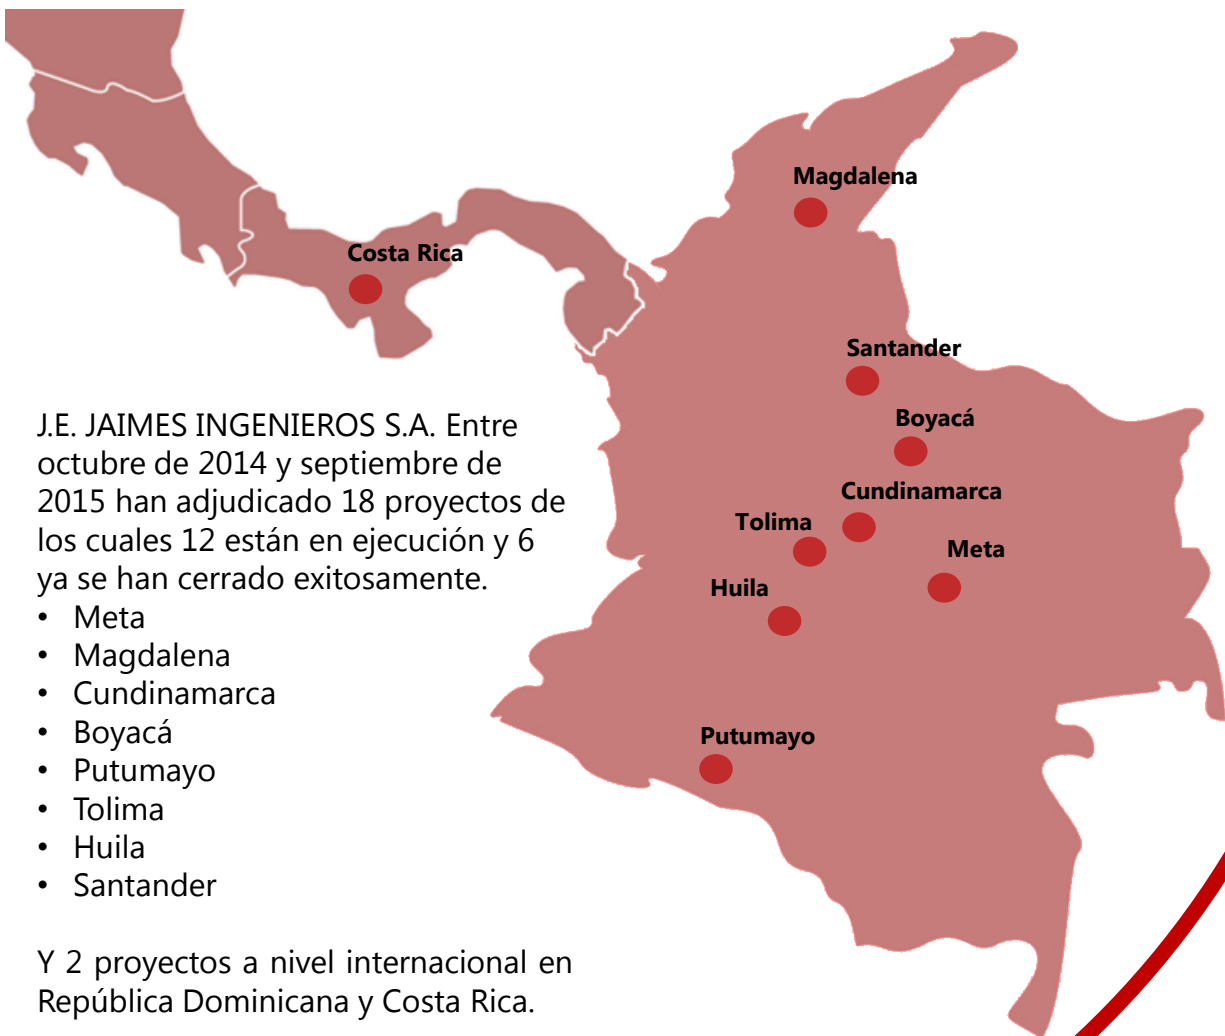 Magdalena
Costa Rica
Santander
Boyacá
Cundinamarca
Tolima
Meta
Huila
Putumayo
J.E. JAIMES INGENIEROS S.A. Entre
octubre de 2014 y septiembre de
2015 han adjudicado 18 proyectos de
los cuales 12 están en ejecución y 6
ya se han cerrado exitosamente.
• Meta
• Magdalena
• Cundinamarca
• Boyacá
• Putumayo
• Tolima
• Huila
• Santander
Y 2 proyectos a nivel internacional en
República Dominicana y Costa Rica.